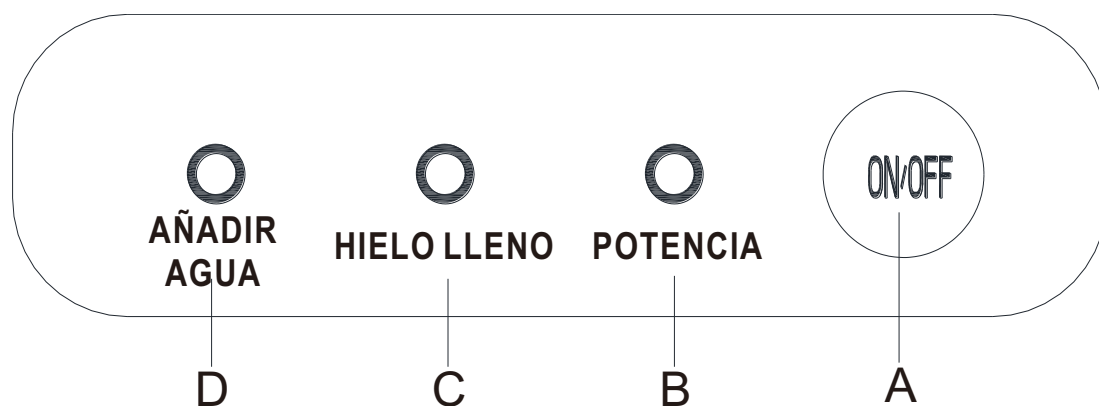 ON/OFF
AÑADIR
AGUA
HIELO LLENO
POTENCIA
D
C
B
A